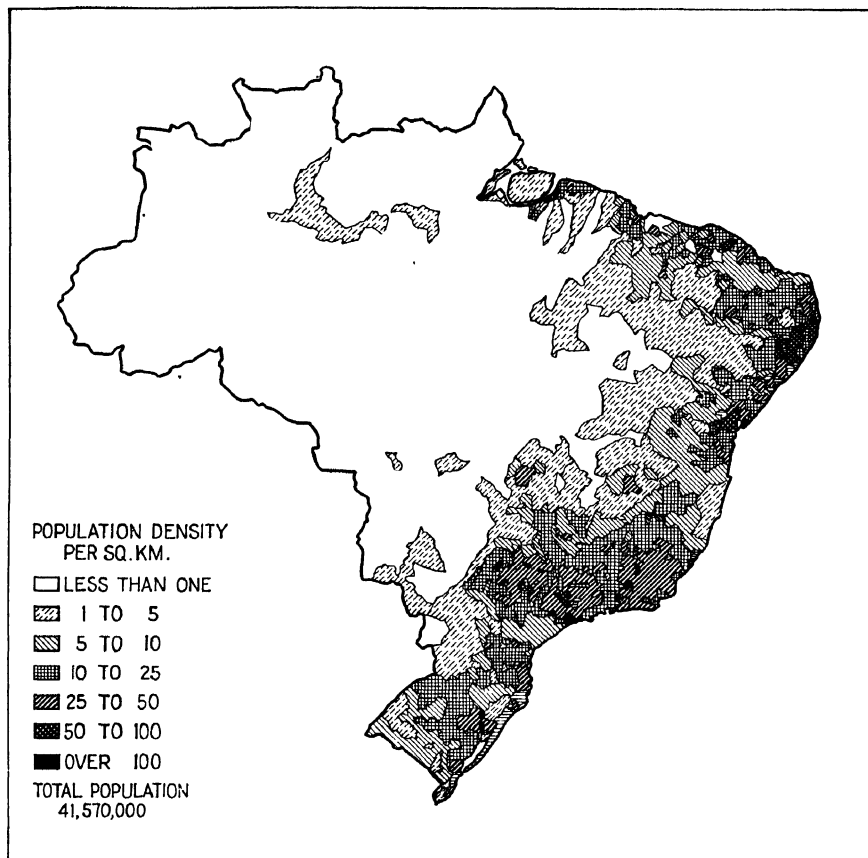 POPULATION DENSITY
PER SQ.KM.
LESS THAN ONE
1 TO 5
5 TO 10
10 TO 25
25 TO 50
50 TO 100
OVER 100
TOTAL POPULATION
41,570,000